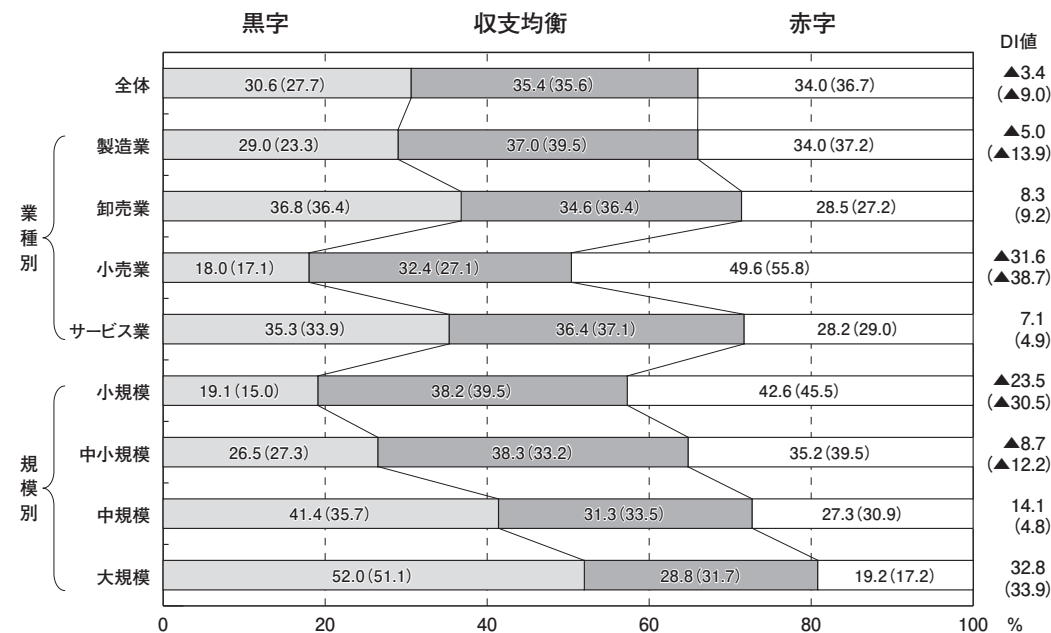 黒字 収支均衡 赤字
DI値
全体 30.6(27.7) 35.4(35.6) 34.0(36.7) ▲3.4
(▲9.0)
業種別
製造業 29.0(23.3) 37.0(39.5) 34.0(37.2) ▲5.0
(▲13.9)
卸売業 36.8(36.4) 34.6(36.4) 28.5(27.2) 8.3
(9.2)
小売業 18.0(17.1) 32.4(27.1) 49.6(55.8) ▲31.6
(▲38.7)
サービス業 35.3(33.9) 36.4(37.1) 28.2(29.0) 7.1
(4.9)
規模別
小規模 19.1(15.0) 38.2(39.5) 42.6(45.5) ▲23.5
(▲30.5)
中小規模 26.5(27.3) 38.3(33.2) 35.2(39.5) ▲8.7
(▲12.2)
中規模 41.4(35.7) 31.3(33.5) 27.3(30.9) 14.1
(4.8)
大規模 52.0(51.1) 28.8(31.7) 19.2(17.2) 32.8
(33.9)
0 20 40 60 80 100 %